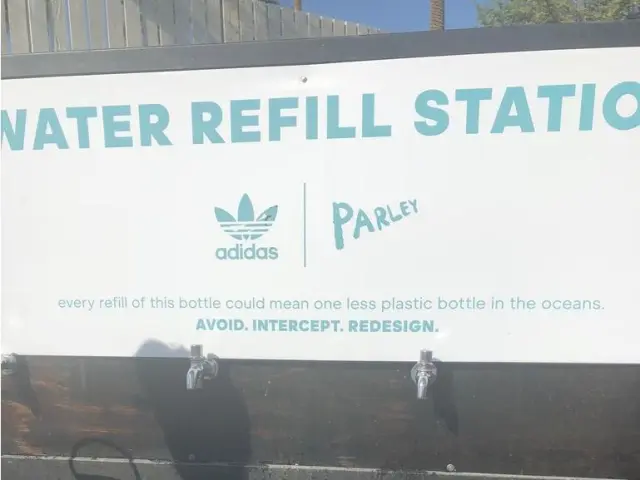 WATER REFILL STATIO
adidas
PARLEY
every refill of this bottle could mean one less plastic bottle in the oceans.
AVOID. INTERCEPT. REDESIGN.